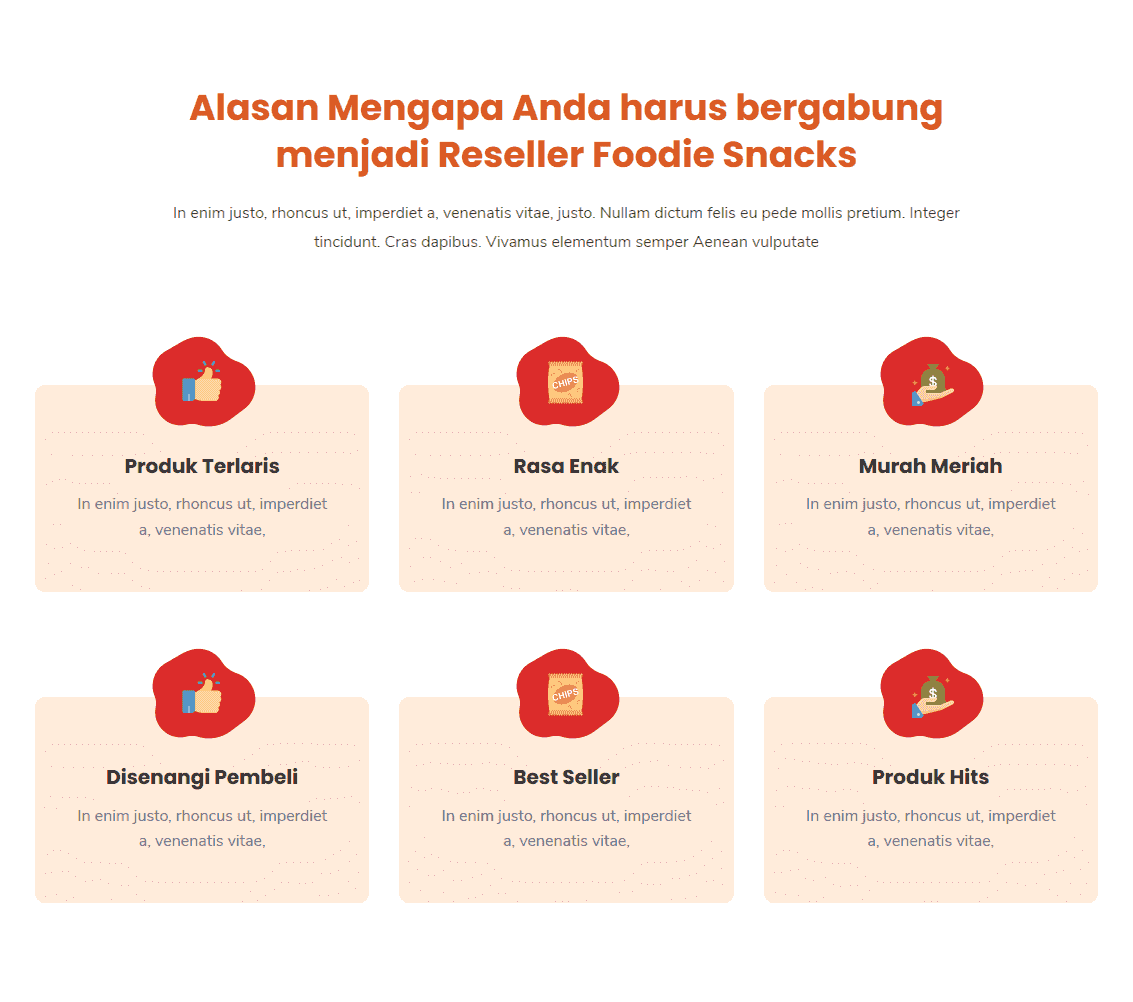 Alasan Mengapa Anda harus bergabung
menjadi Reseller Foodie Snacks
In enim justo, rhoncus ut, imperdiet a, venenatis vitae, justo. Nullam dictum felis eu pede mollis pretium. Integer
tincidunt. Cras dapibus. Vivamus elementum semper Aenean vulputate
CHIPS
$
Produk Terlaris
In enim justo, rhoncus ut, imperdiet
a, venenatis vitae,
Rasa Enak
In enim justo, rhoncus ut, imperdiet
a, venenatis vitae,
Murah Meriah
In enim justo, rhoncus ut, imperdiet
a, venenatis vitae,
CHIPS
$
Disenangi Pembeli
In enim justo, rhoncus ut, imperdiet
a, venenatis vitae,
Best Seller
In enim justo, rhoncus ut, imperdiet
a, venenatis vitae,
Produk Hits
In enim justo, rhoncus ut, imperdiet
a, venenatis vitae,